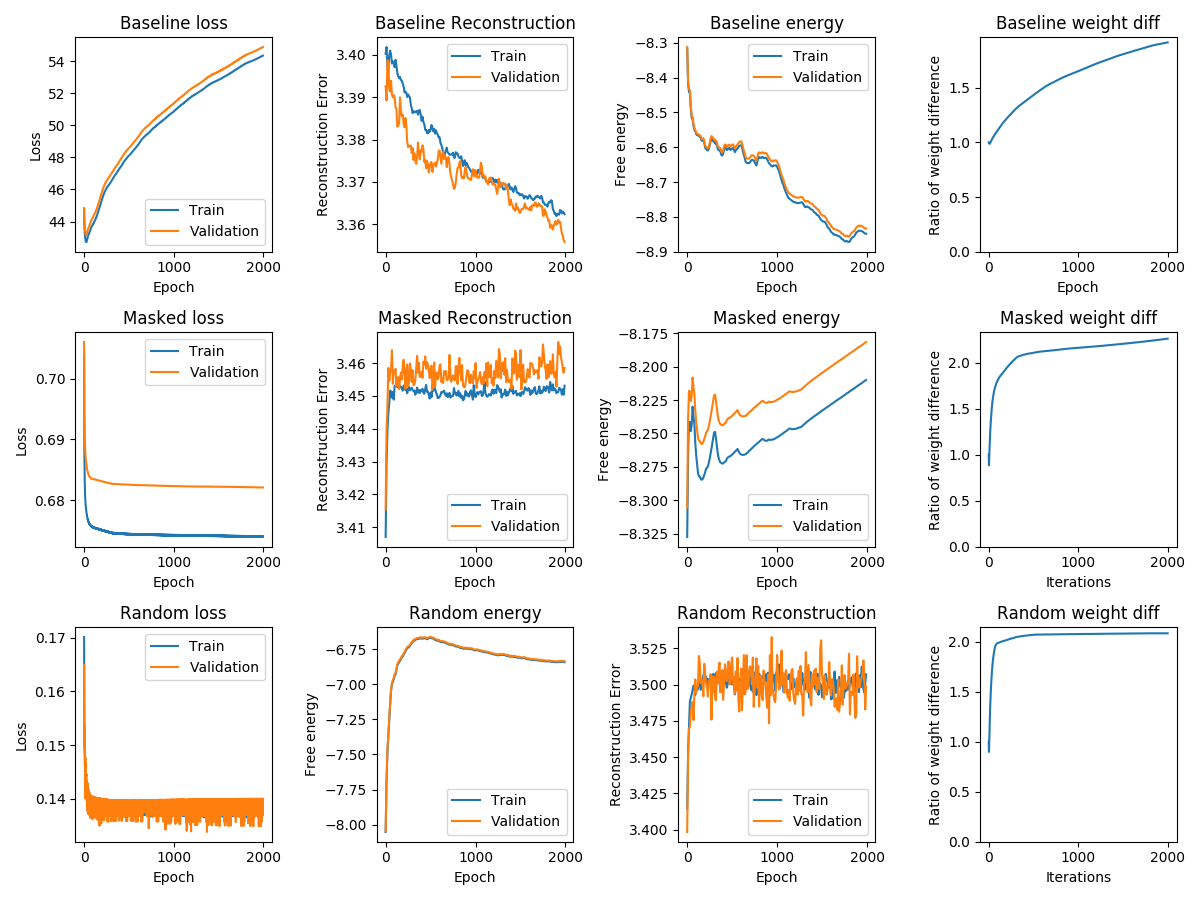 Baseline loss
54
52
50
48
46
44
Loss
Train
Validation
0 1000 2000
Epoch
Baseline Reconstruction
3.40
3.39
3.38
3.37
3.36
Reconstruction Error
Train
Validation
0 1000 2000
Epoch
Baseline energy
−8.3
−8.4
−8.5
−8.6
−8.7
−8.8
−8.9
Free energy
Train
Validation
0 1000 2000
Epoch
Baseline weight diff
1.5
1.0
0.5
0.0
Ratio of weight difference
0 1000 2000
Epoch
Masked loss
0.70
0.69
0.68
Loss
Train
Validation
0 1000 2000
Epoch
Masked Reconstruction
3.46
3.45
3.44
3.43
3.42
3.41
Reconstruction Error
Train
Validation
0 1000 2000
Epoch
Masked energy
−8.175
−8.200
−8.225
−8.250
−8.275
−8.300
−8.325
Free energy
Train
Validation
0 1000 2000
Epoch
Masked weight diff
2.0
1.5
1.0
0.5
0.0
Ratio of weight difference
0 1000 2000
Iterations
Random loss
0.17
0.16
0.15
0.14
Loss
Train
Validation
0 1000 2000
Epoch
Random energy
−6.75
−7.00
−7.25
−7.50
−7.75
−8.00
Free energy
Train
Validation
0 1000 2000
Epoch
Random Reconstruction
3.525
3.500
3.475
3.450
3.425
3.400
Reconstruction Error
Train
Validation
0 1000 2000
Epoch
Random weight diff
2.0
1.5
1.0
0.5
0.0
Ratio of weight difference
0 1000 2000
Iterations